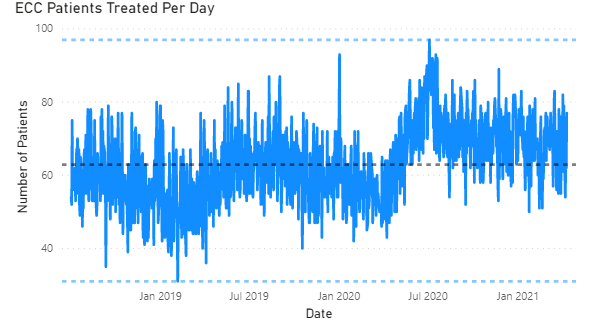 ECC Patients Treated Per Day
100
80
60
40
Number of Patients
Jan 2019 Jul 2019 Jan 2020 Jul 2020 Jan 2021
Date